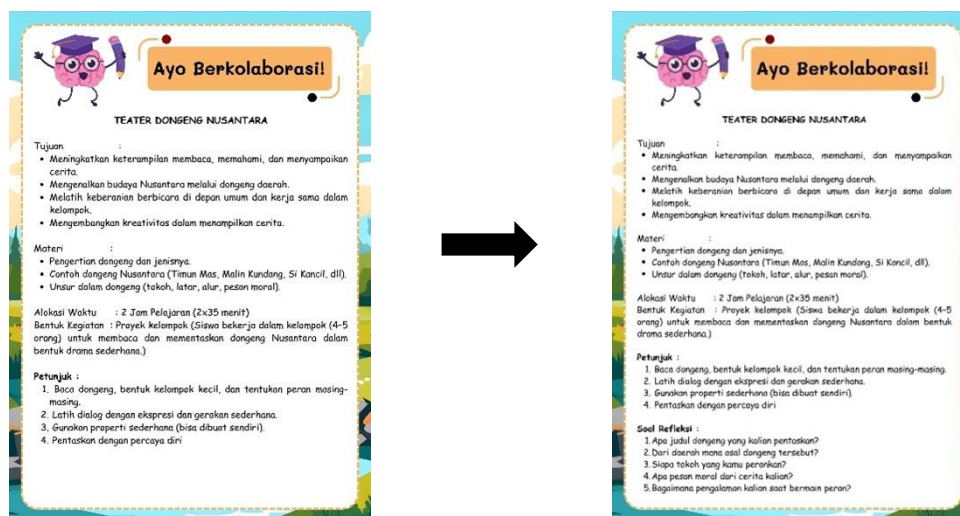 Ayo Berkolaborasi!
TEATER DONGENG NUSANTARA
Tujuan :
• Meningkatkan keterampilan membaca, memahami, dan menyampaikan
cerita.
• Mengenalkan budaya Nusantara melalui dongeng daerah.
• Melatih keberanian berbicara di depan umum dan kerja sama dalam
kelompok.
• Mengembangkan kreativitas dalam menampilkan cerita.
Materi :
• Pengertian dongeng dan jenisnya.
• Contoh dongeng Nusantara (Timun Mas, Malin Kundang, Si Kancil, dll).
• Unsur dalam dongeng (tokoh, latar, alur, pesan moral).
Alokasi Waktu : 2 Jam Pelajaran (2x35 menit)
Bentuk Kegiatan : Proyek kelompok (Siswa bekerja dalam kelompok (4-5
orang) untuk membaca dan mementaskan dongeng Nusantara dalam
bentuk drama sederhana.)
Petunjuk :
1. Baca dongeng, bentuk kelompok kecil, dan tentukan peran masing-
masing.
2. Latih dialog dengan ekspresi dan gerakan sederhana.
3. Gunakan properti sederhana (bisa dibuat sendiri).
4. Pentaskan dengan percaya diri
Ayo Berkolaborasi!
TEATER DONGENG NUSANTARA
Tujuan :
• Meningkatkan keterampilan membaca, memahami, dan menyampaikan
cerita.
• Mengenalkan budaya Nusantara melalui dongeng daerah.
• Melatih keberanian berbicara di depan umum dan kerja sama dalam
kelompok.
• Mengembangkan kreativitas dalam menampilkan cerita.
Materi :
• Pengertian dongeng dan jenisnya.
• Contoh dongeng Nusantara (Timun Mas, Malin Kundang, Si Kancil, dll).
• Unsur dalam dongeng (tokoh, latar, alur, pesan moral).
Alokasi Waktu : 2 Jam Pelajaran (2x35 menit)
Bentuk Kegiatan : Proyek kelompok (Siswa bekerja dalam kelompok (4-5
orang) untuk membaca dan mementaskan dongeng Nusantara dalam bentuk
drama sederhana.)
Petunjuk :
1. Baca dongeng, bentuk kelompok kecil, dan tentukan peran masing-masing.
2. Latih dialog dengan ekspresi dan gerakan sederhana.
3. Gunakan properti sederhana (bisa dibuat sendiri).
4. Pentaskan dengan percaya diri
Soal Refleksi :
1. Apa judul dongeng yang kalian pentaskan?
2. Dari daerah mana asal dongeng tersebut?
3. Siapa tokoh yang kamu perankan?
4. Apa pesan moral dari cerita kalian?
5. Bagaimana pengalaman kalian saat bermain peran?